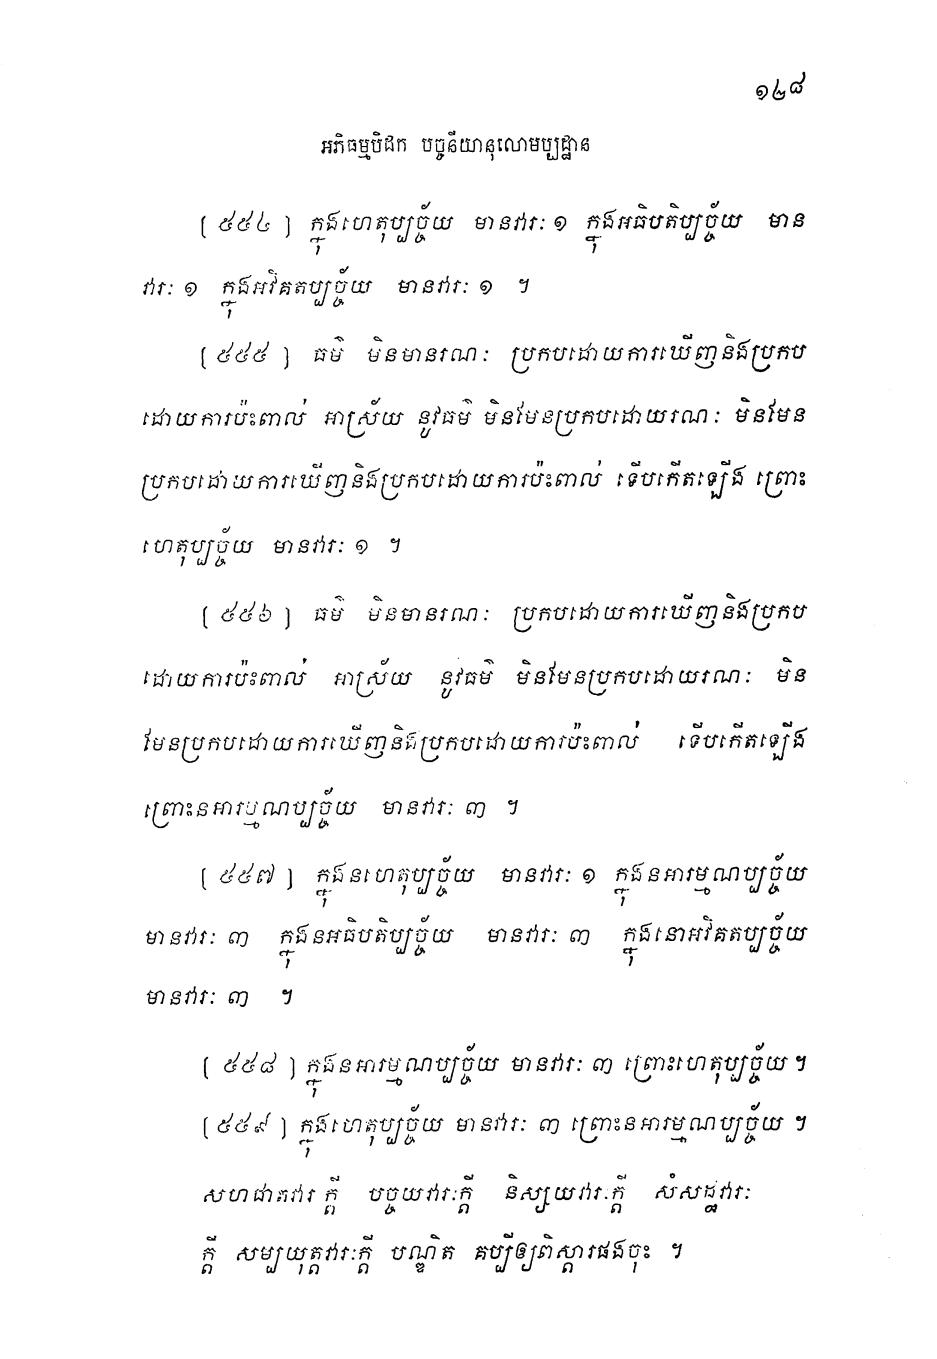 ១២៨
អភិធម្មបិដក បច្ចនីយានុលោមប្បដ្ឋាន
[ ៥៥៤ ] ក្នុងហេតុប្បច្ច័យ មានវារៈ ១ ក្នុងអធិបតិប្បច្ច័យ មាន
វារៈ ១ ក្នុងអវិគតប្បច្ច័យ មានវារៈ ១ ។
[ ៥៥៥ ] ធម៌ មិនមានរណៈ ប្រកបដោយការឃើញនិងប្រកប
ដោយការប៉ះពាល់ អាស្រ័យ នូវធម៌ មិនមែនប្រកបដោយរណៈ មិនមែន
ប្រកបដោយការឃើញនិងប្រកបដោយការប៉ះពាល់ ទើបកើតឡើង ព្រោះ
ហេតុប្បច្ច័យ មានវារៈ ១ ។
[ ៥៥៦ ] ធម៌ មិនមានរណៈ ប្រកបដោយការឃើញនិងប្រកប
ដោយការប៉ះពាល់ អាស្រ័យ នូវធម៌ មិនមែនប្រកបដោយរណៈ មិន
មែនប្រកបដោយការឃើញនិងប្រកបដោយការប៉ះពាល់ ទើបកើតឡើង
ព្រោះនអារម្មណប្បច្ច័យ មានវារៈ ៣ ។
[ ៥៥៧ ] ក្នុងនហេតុប្បច្ច័យ មានវារៈ ១ ក្នុងនអារម្មណប្បច្ច័យ
មានវារៈ ៣ ក្នុងនអធិបតិប្បច្ច័យ មានវារៈ ៣ ក្នុងនោអវិគតប្បច្ច័យ
មានវារៈ ៣ ។
[ ៥៥៨ ] ក្នុងនអារម្មណប្បច្ច័យ មានវារៈ ៣ ព្រោះហេតុប្បច្ច័យ ។
[ ៥៥៩ ] ក្នុងហេតុប្បច្ច័យ មានវារៈ ៣ ព្រោះនអារម្មណប្បច្ច័យ ។
សហជាតវារ ក្តី បច្ចយវារៈក្តី និស្សយវារៈក្តី សំសដ្ឋវារៈ
ក្តី សម្បយុត្តវារៈក្តី បណ្ឌិត គប្បីឲ្យពិស្តារផងចុះ ។